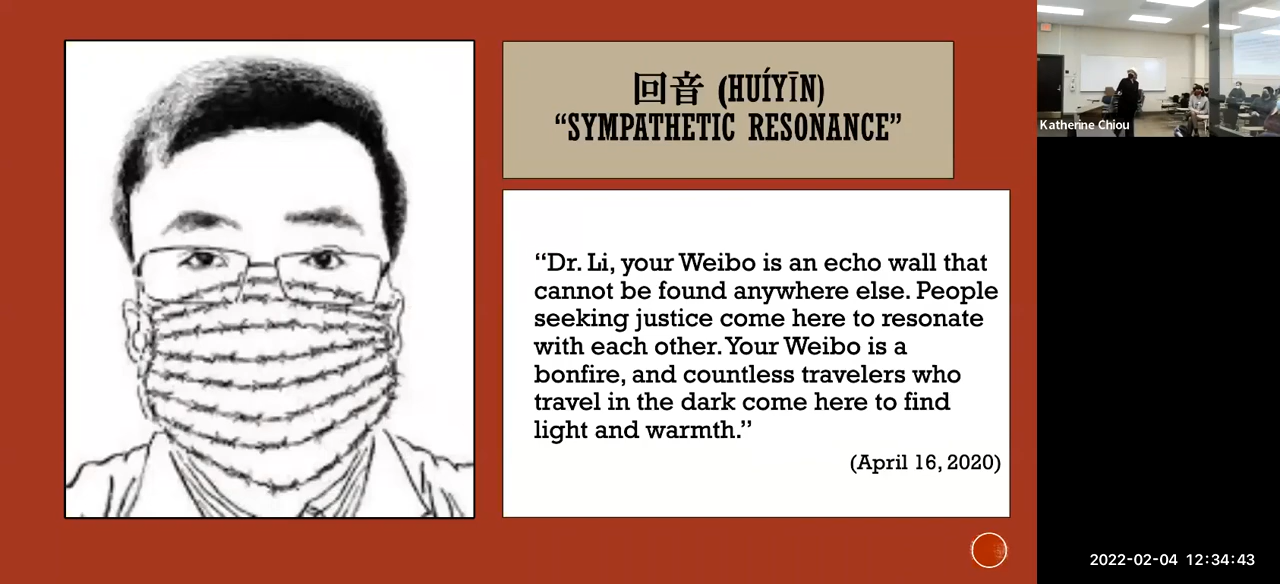 回音 (HUÍYĪN)
“SYMPATHETIC RESONANCE”
“Dr. Li, your Weibo is an echo wall that
cannot be found anywhere else. People
seeking justice come here to resonate
with each other. Your Weibo is a
bonfire, and countless travelers who
travel in the dark come here to find
light and warmth.”
(April 16, 2020)
Katherine Chiou
2022-02-04 12:34:43